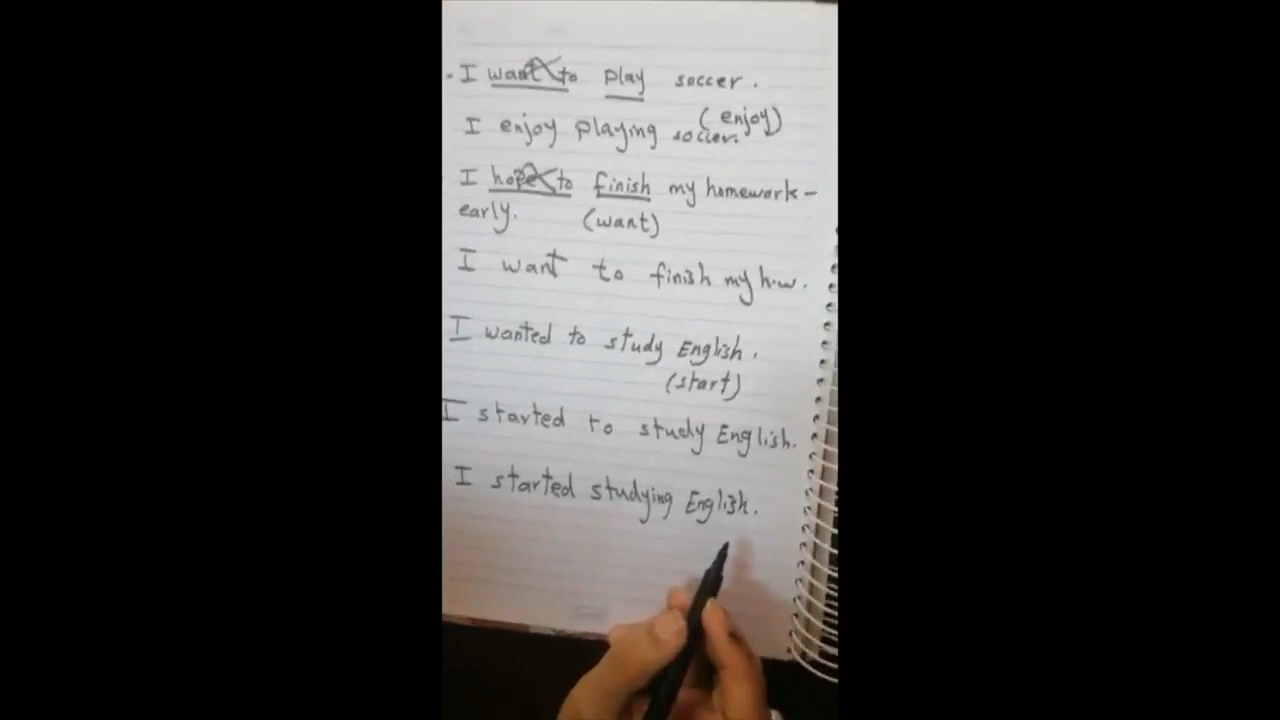 - I want to play soccer.
(enjoy)
I enjoy playing soccer.
I hope to finish my homework-
early. (want)
I want to finish my h.w.
I wanted to study English.
(start)
I started to study English.
I started studying English.